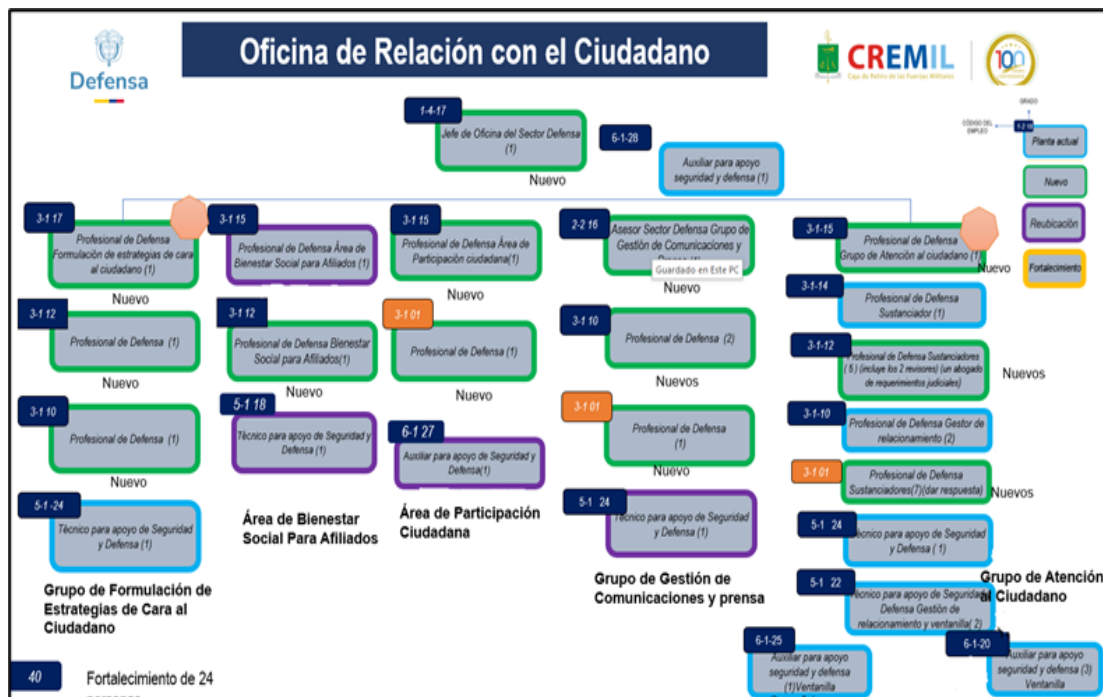 Defensa
Oficina de Relación con el Ciudadano
CREMIL
Caja de Retiro de las Fuerzas Militares
100
GRADO
CÓDIGO DEL
EMPLEO
Planta actual
Nuevo
Reubicación
Fortalecimiento
1-4-17
Jefe de Oficina del Sector Defensa
(1)
Nuevo
6-1-28
Auxiliar para apoyo
seguridad y defensa (1)
3-1 17
Profesional de Defensa
Formulación de estrategias de cara
al ciudadano (1)
Nuevo
3-1 12
Profesional de Defensa (1)
Nuevo
3-1 10
Profesional de Defensa (1)
Nuevo
5-1 -24
Técnico para apoyo de Seguridad
y Defensa (1)
Grupo de Formulación de
Estrategias de Cara al
Ciudadano
3-1 15
Profesional de Defensa Área de
Bienestar Social para Afiliados (1)
3-1 12
Profesional de Defensa Bienestar
Social para Afiliados(1)
Nuevo
5-1 18
Técnico para apoyo de Seguridad y
Defensa (1)
Área de Bienestar
Social Para Afiliados
3-1 15
Profesional de Defensa Área de
Participación ciudadana(1)
Nuevo
3-1 01
Profesional de Defensa (1)
Nuevo
6-1 27
Auxiliar para apoyo de Seguridad y
Defensa(1)
Área de Participación
Ciudadana
2-2 16
Asesor Sector Defensa Grupo de
Gestión de Comunicaciones y
Guardado en Este PC
Nuevo
3-1 10
Profesional de Defensa (2)
Nuevos
3-1 01
Profesional de Defensa
(1)
Nuevo
5-1 24
Técnico para apoyo de Seguridad
y Defensa (1)
Grupo de Gestión de
Comunicaciones y prensa
3-1-15
Profesional de Defensa
Grupo de Atención al ciudadano (1)
Nuevo
3-1-14
Profesional de Defensa
Sustanciador (1)
3-1-12
Profesional de Defensa Sustanciadores
( 5 ) (incluye los 2 revisores) (un abogado
de requerimientos judiciales)
Nuevos
3-1-10
Profesional de Defensa Gestor de
relacionamiento (2)
3-1 01
Profesional de Defensa
Sustanciadores(7)(dar respuesta)
Nuevos
5-1 24
Técnico para apoyo de Seguridad
y Defensa ( 1)
5-1 22
Técnico para apoyo de Seguridad
Defensa Gestión de
relacionamiento y ventanilla( 2)
Grupo de Atención
al Ciudadano
6-1-25
Auxiliar para apoyo
seguridad y defensa
(1)Ventanilla
6-1-20
Auxiliar para apoyo
seguridad y defensa (3)
Ventanilla
40
Fortalecimiento de 24